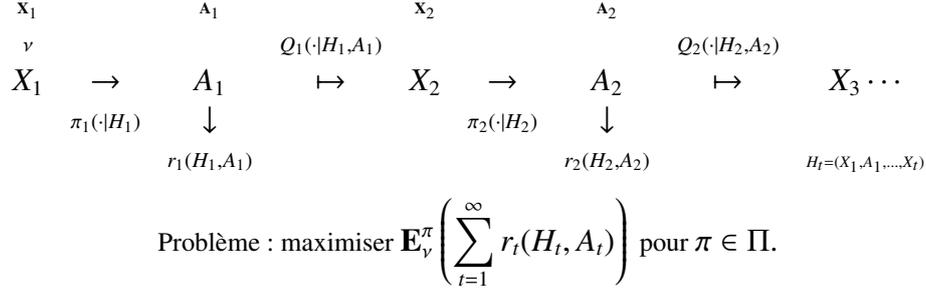 X₁ A₁ X₂ A₂
ν Q₁(·|H₁,A₁) Q₂(·|H₂,A₂)
X₁ → A₁ ↦ X₂ → A₂ ↦ X₃ ⋯
π₁(·|H₁) ↓ π₂(·|H₂) ↓
r₁(H₁,A₁) r₂(H₂,A₂) Hₜ=(X₁,A₁,...,Xₜ)
Problème : maximiser E_ν^π ( ∑_{t=1}^{∞} rₜ(Hₜ, Aₜ) ) pour π ∈ Π.